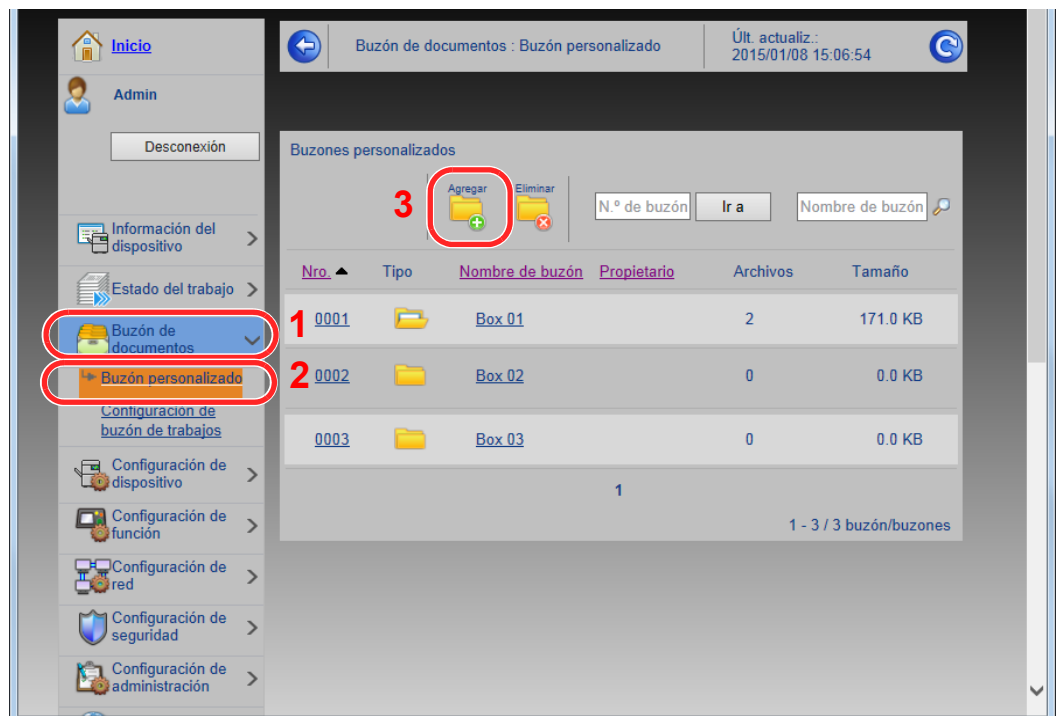 Inicio
Admin
Desconexión
Información del
dispositivo
Estado del trabajo
1
Buzón de
documentos
2
Buzón personalizado
Configuración de
buzón de trabajos
Configuración de
dispositivo
Configuración de
función
Configuración de
red
Configuración de
seguridad
Configuración de
administración
Buzón de documentos : Buzón personalizado
Últ. actualiz.:
2015/01/08 15:06:54
Buzones personalizados
3
Agregar
Eliminar
N.º de buzón
Ir a
Nombre de buzón
Nro. Tipo Nombre de buzón Propietario Archivos Tamaño
0001 Box 01 2 171.0 KB
0002 Box 02 0 0.0 KB
0003 Box 03 0 0.0 KB
1
1 - 3 / 3 buzón/buzones